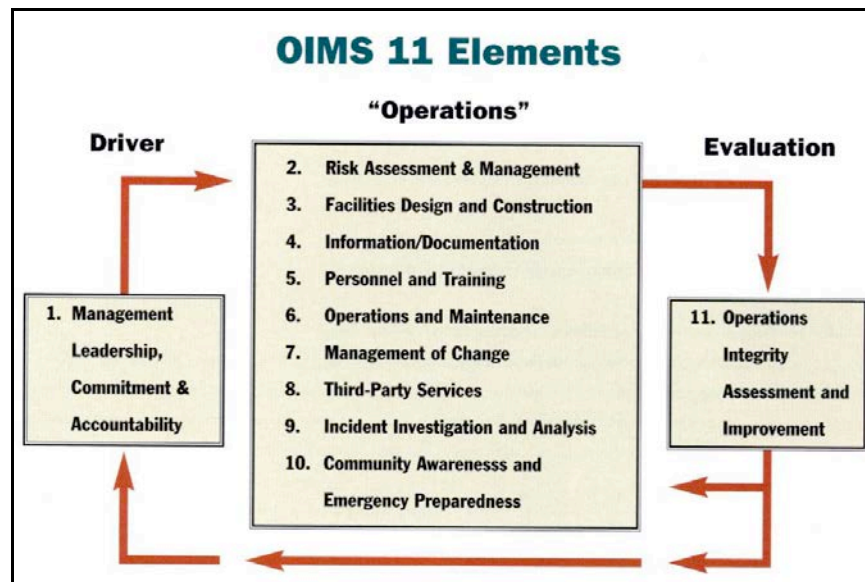 OIMS 11 Elements
“Operations”
Driver
Evaluation
1. Management
Leadership,
Commitment &
Accountability
2. Risk Assessment & Management
3. Facilities Design and Construction
4. Information/Documentation
5. Personnel and Training
6. Operations and Maintenance
7. Management of Change
8. Third-Party Services
9. Incident Investigation and Analysis
10. Community Awarenesss and
Emergency Preparedness
11. Operations
Integrity
Assessment and
Improvement